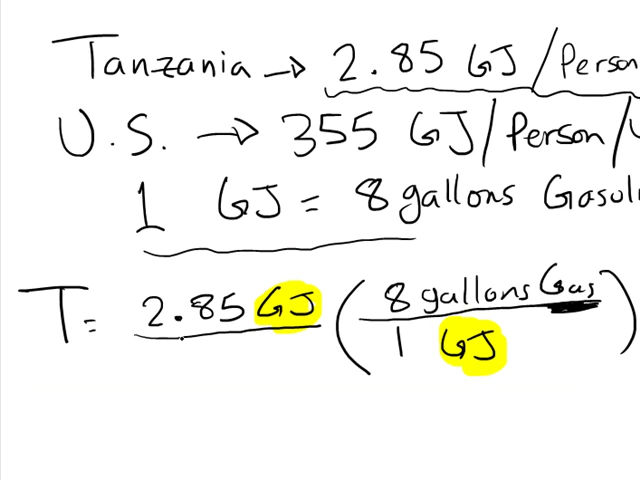 Tanzania → 2.85 GJ/Person
U.S. → 355 GJ/Person/
1 GJ = 8 gallons
T = 2.85 GJ (8 gallons Gas / 1 GJ)